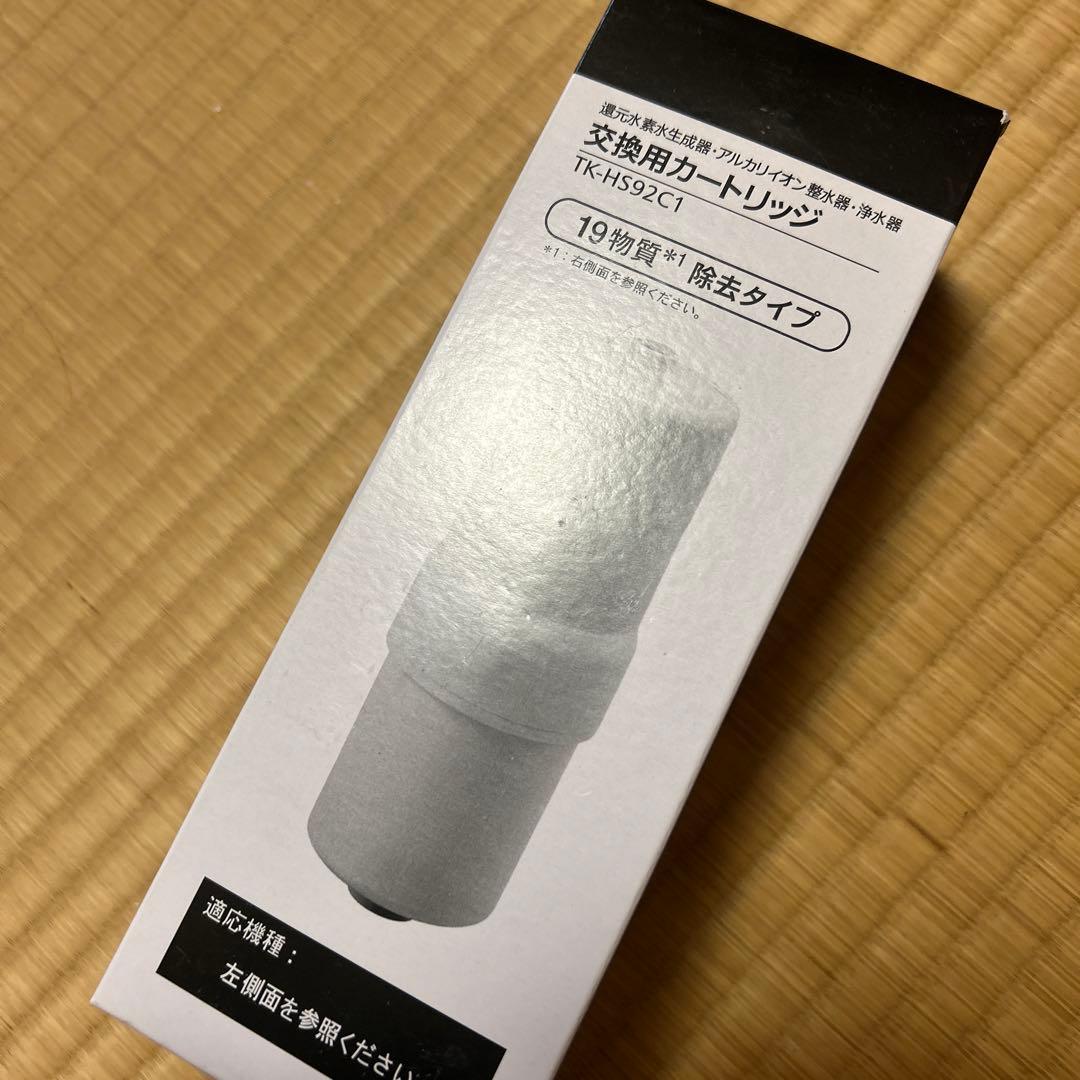 還元水素水生成器・アルカリイオン整水器・浄水器
交換用カートリッジ
TK-HS92C1
19物質*1除去タイプ
*1：右側面を参照ください。
適応機種：
左側面を参照ください。